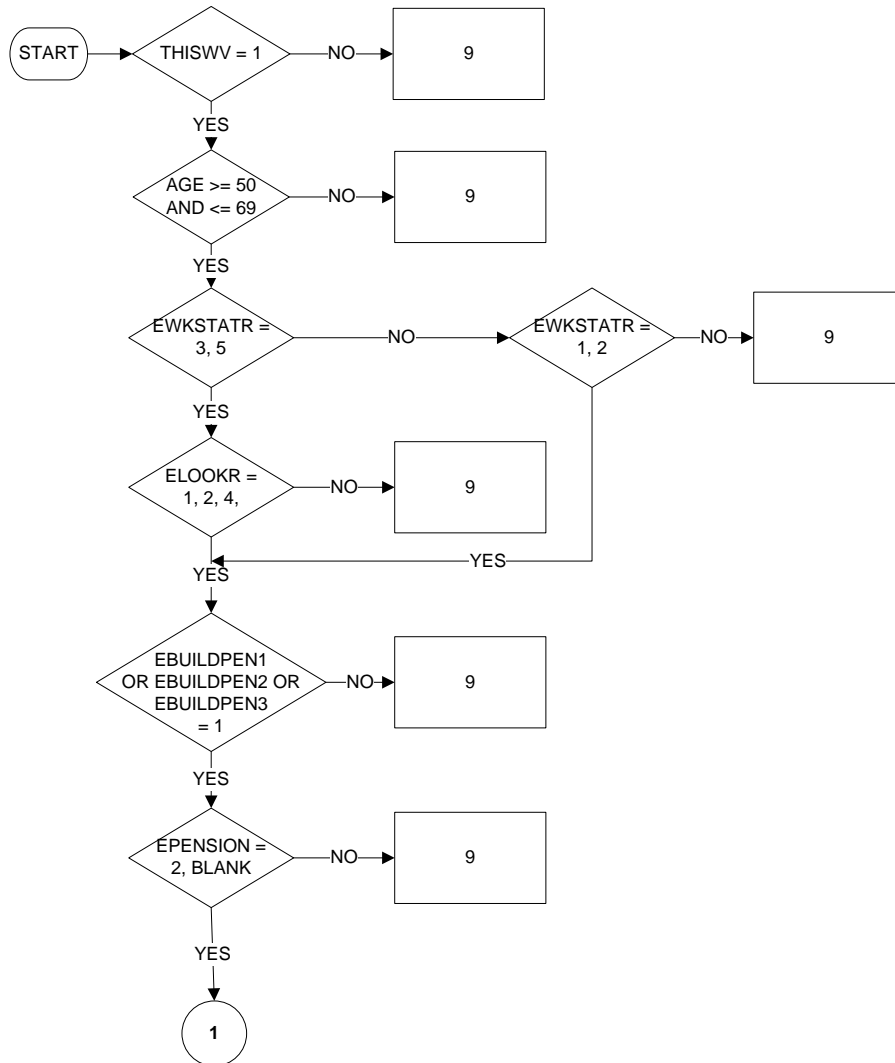 START
THISWV = 1
NO
9
YES
AGE >= 50
AND <= 69
NO
9
YES
EWKSTATR =
3, 5
NO
EWKSTATR =
1, 2
NO
9
YES
ELOOKR =
1, 2, 4,
NO
9
YES
YES
EBUILDPEN1
OR EBUILDPEN2 OR
EBUILDPEN3
= 1
NO
9
YES
EPENSION =
2, BLANK
NO
9
YES
1